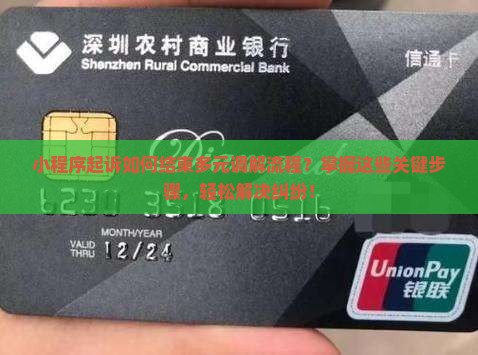 深圳农村商业银行
Shenzhen Rural Commercial Bank
信通卡
小程序起诉如何结束多元调解流程？掌握这些关键步
骤，轻松解决纠纷！
MONTH/YEAR
VALID
THRU 12/24
UnionPay
银联